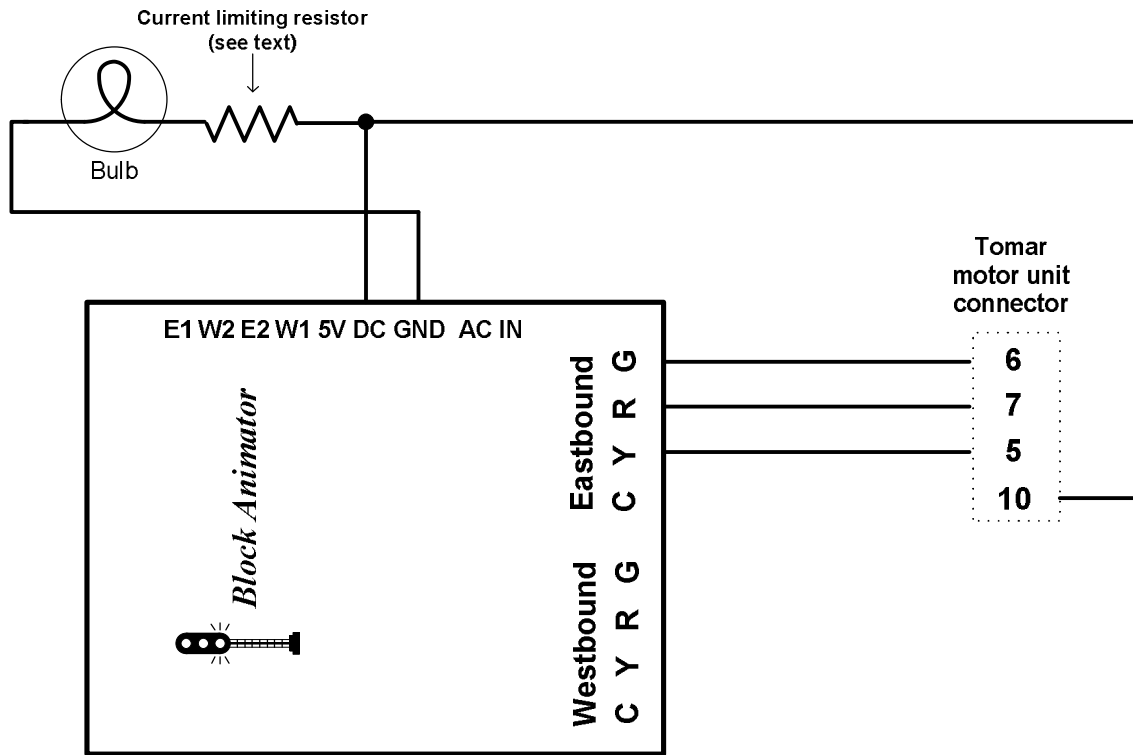 Current limiting resistor
(see text)
Bulb
E1 W2 E2 W1 5V DC GND AC IN
Tomar
motor unit
connector
6
7
5
10
Eastbound
G
R
Y
C
Block Animator
Westbound
G
R
Y
C